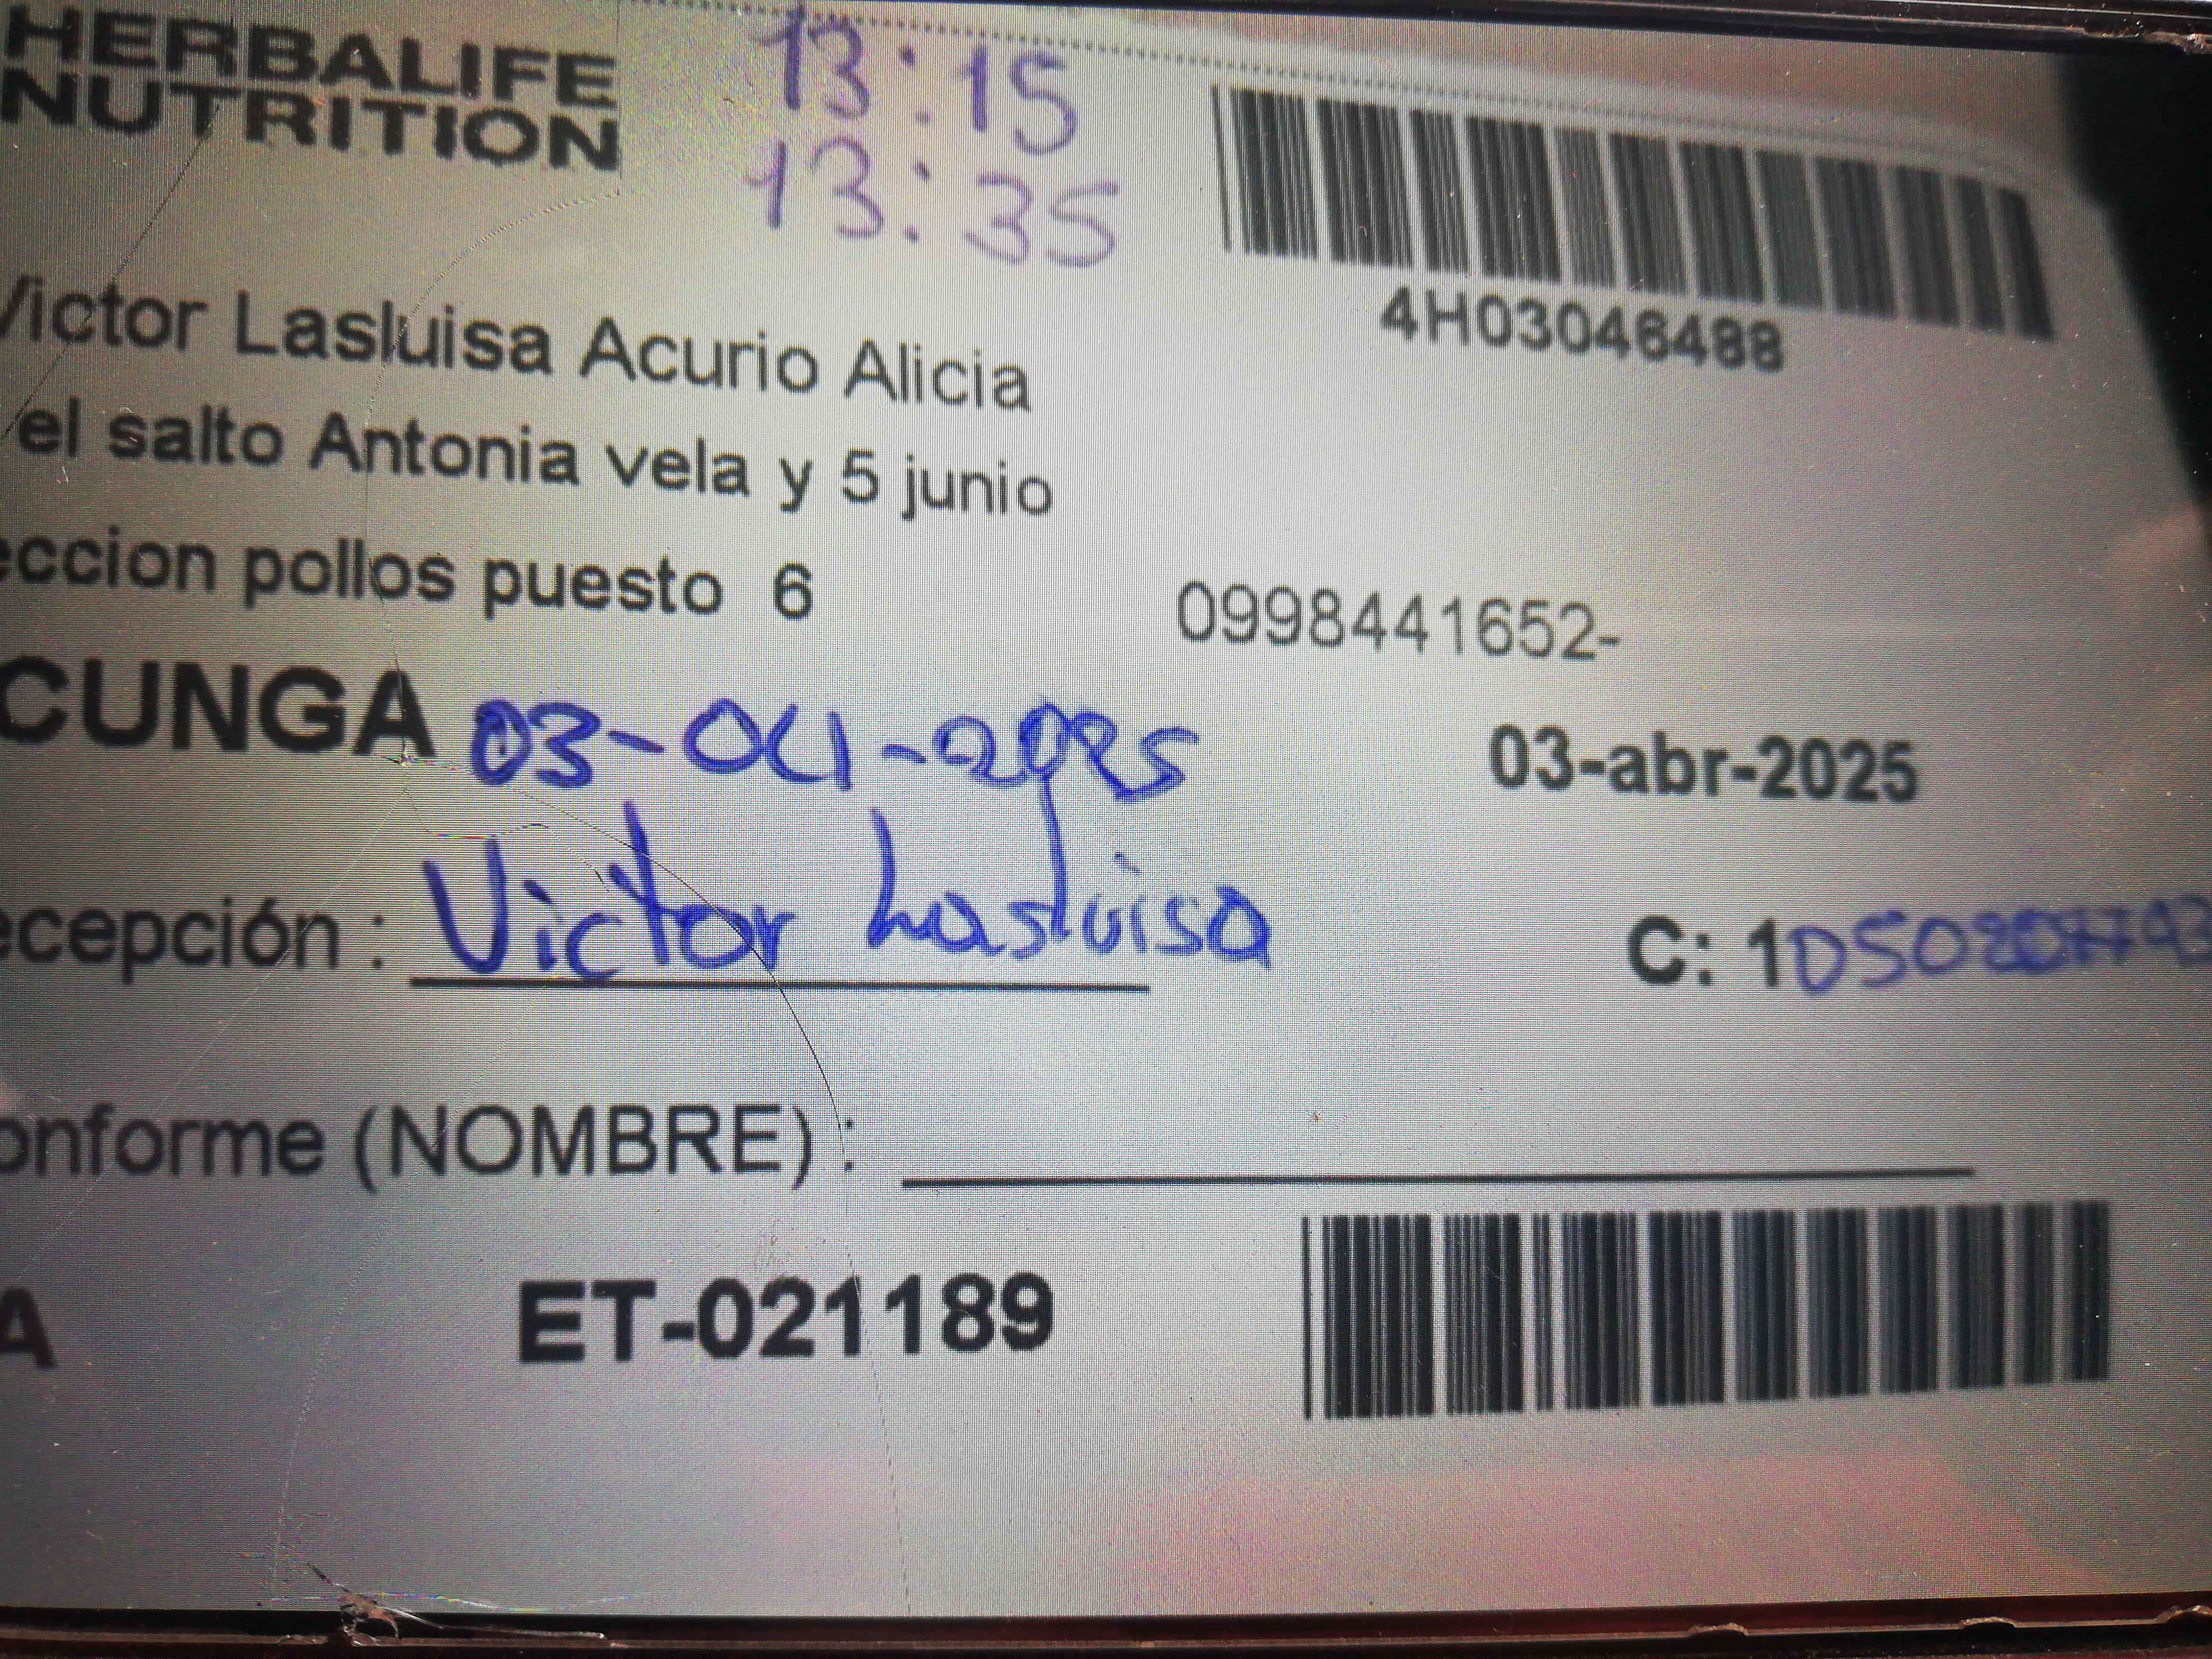 HERBALIFE
NUTRITION
13:15
13:35
4H03046488
Victor Lasluisa Acurio Alicia
el salto Antonia vela y 5 junio
eccion pollos puesto 6
0998441652-
CUNGA 03-04-2025
03-abr-2025
ecepción : Victor Lasluisa
C: 1
onforme (NOMBRE) :
A
ET-021189